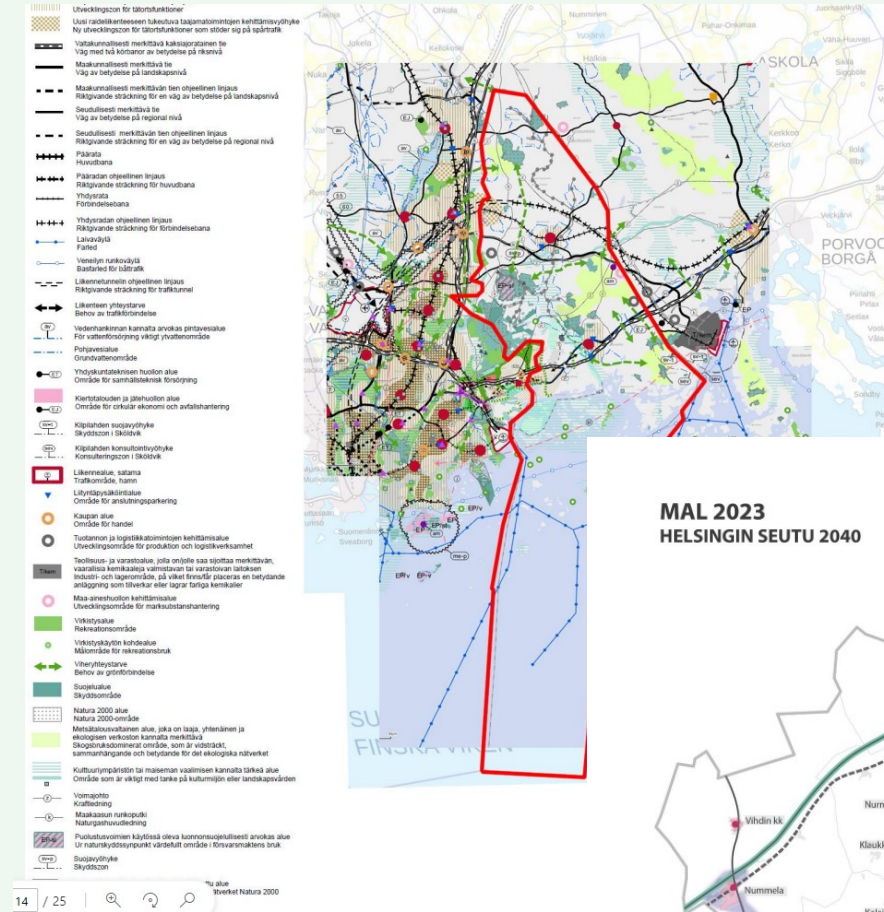 Utvecklingszon för tätortsfunktioner
Uusi raideliikenteeseen tukeutuva taajamatoimintojen kehittämisvyöhyke
Ny utvecklingszon för tätortsfunktioner som stöder sig på spårtrafik
Valtakunnallisesti merkittävä kaksiajoratainen tie
Väg med två körbanor av betydelse på riksnivå
Maakunnallisesti merkittävä tie
Väg av betydelse på landskapsnivå
Maakunnallisesti merkittävän tien ohjeellinen linjaus
Riktgivande sträckning för en väg av betydelse på landskapsnivå
Seudullisesti merkittävä tie
Väg av betydelse på regional nivå
Seudullisesti merkittävän tien ohjeellinen linjaus
Riktgivande sträckning för en väg av betydelse på regional nivå
Päärata
Huvudbana
Pääradan ohjeellinen linjaus
Riktgivande sträckning för huvudbana
Yhdysrata
Förbindelsebana
Yhdysradan ohjeellinen linjaus
Riktgivande sträckning för förbindelsebana
Laivaväylä
Farled
Veneilyn runkoväylä
Basfarled för båttrafik
Liikennetunnelin ohjeellinen linjaus
Riktgivande sträckning för trafiktunnel
Liikenteen yhteystarve
Behov av trafikförbindelse
Vedenhankinnan kannalta arvokas pintavesialue
För vattenförsörjning viktigt ytvattenområde
Pohjavesialue
Grundvattenområde
Yhdyskuntateknisen huollon alue
Område för samhällsteknisk försörjning
Kiertotalouden ja jätehuollon alue
Område för cirkulär ekonomi och avfallshantering
Kilpilahden suojavyöhyke
Skyddszon i Sköldvik
Kilpilahden konsultointivyöhyke
Konsulteringszon i Sköldvik
Liikennealue, satama
Trafikområde, hamn
Liityntäpysäköintialue
Område för anslutningsparkering
Kaupan alue
Område för handel
Tuotannon ja logistiikkatoimintojen kehittämisalue
Utvecklingsområde för produktion och logistikverksamhet
Teollisuus- ja varastoalue, jolla on/jolle saa sijoittaa merkittävän,
vaarallisia kemikaaleja valmistavan tai varastoivan laitoksen
Industri- och lagerområde, på vilket finns/får placeras en betydande
anläggning som tillverkar eller lagrar farliga kemikalier
Maa-aineshuollon kehittämisalue
Utvecklingsområde för marksubstanshantering
Virkistysalue
Rekreationsområde
Virkistyskäytön kohdealue
Målområde för rekreationsbruk
Viheryhteystarve
Behov av grönförbindelse
Suojelualue
Skyddsområde
Natura 2000 alue
Natura 2000-område
Metsätalousvaltainen alue, joka on laaja, yhtenäinen ja
ekologisen verkoston kannalta merkittävä
Skogsbruksdominerat område, som är vidsträckt,
sammanhängande och betydande för det ekologiska nätverket
Kulttuuriympäristön tai maiseman vaalimisen kannalta tärkeä alue
Område som är viktigt med tanke på kulturmiljön eller landskapsvården
Voimajohto
Kraftledning
Maakaasun runkoputki
Naturgashuvudledning
Puolustusvoimien käytössä oleva luonnonsuojelullisesti arvokas alue
Ur naturskyddssynpunkt värdefullt område i försvarsmaktens bruk
Suojavyöhyke
Skyddszon
14 / 25
ASKOLA
PORVOO
BORGÅ
FINSKA VIKEN
MAL 2023
HELSINGIN SEUTU 2040
Vihdin kk
Nummela